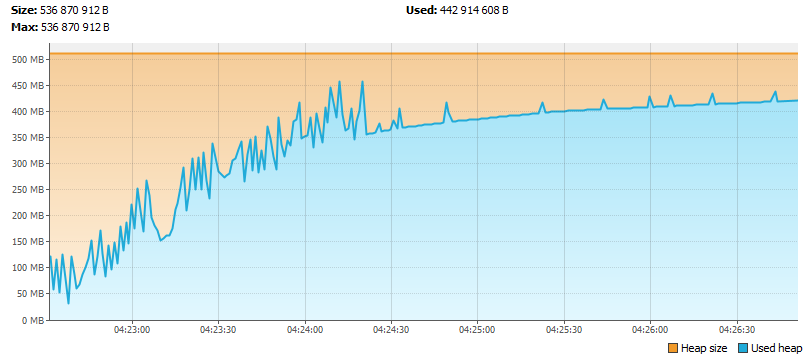 Size: 536 870 912 B
Used: 442 914 608 B
Max: 536 870 912 B
500 MB
450 MB
400 MB
350 MB
300 MB
250 MB
200 MB
150 MB
100 MB
50 MB
0 MB
04:23:00
04:23:30
04:24:00
04:24:30
04:25:00
04:25:30
04:26:00
04:26:30
Heap size
Used heap